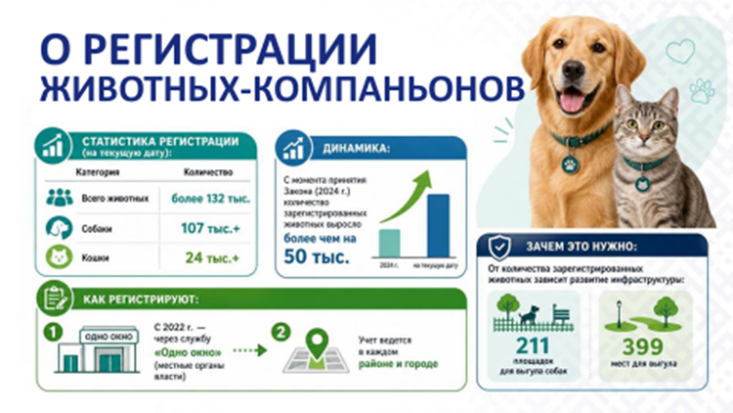 О РЕГИСТРАЦИИ
ЖИВОТНЫХ-КОМПАНЬОНОВ
СТАТИСТИКА РЕГИСТРАЦИИ
(на текущую дату):
Категория Количество
Всего животных более 132 тыс.
Собаки 107 тыс.+
Кошки 24 тыс.+
ДИНАМИКА:
С момента принятия
Закона (2024 г.)
количество
зарегистрированных
животных выросло
более чем на
50 тыс.
2024 г. на текущую дату
ЗАЧЕМ ЭТО НУЖНО:
От количества зарегистрированных
животных зависит развитие инфраструктуры:
211
площадок
для выгула собак
399
мест для выгула
КАК РЕГИСТРИРУЮТ:
1
ОДНО ОКНО
С 2022 г. —
через службу
«Одно окно»
(местные органы
власти)
2
Учет ведется
в каждом
районе и городе